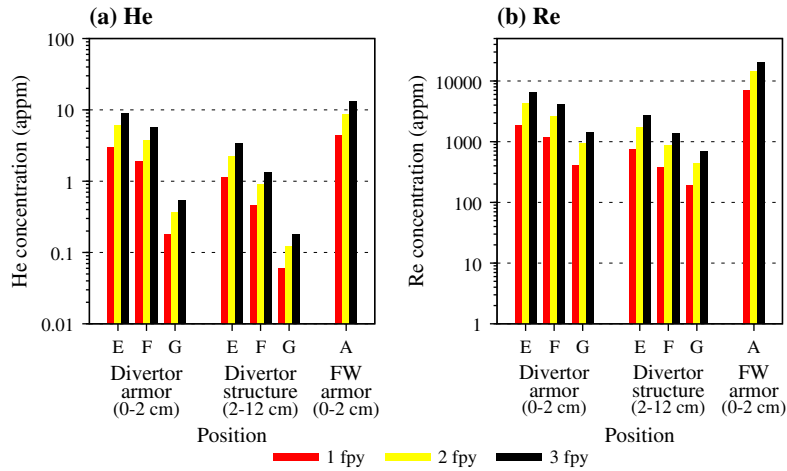 (a) He
100
10
1
0.1
0.01
He concentration (appm)
E F G E F G A
Divertor armor (0-2 cm)
Divertor structure (2-12 cm)
FW armor (0-2 cm)
Position
(b) Re
10000
1000
100
10
1
Re concentration (appm)
E F G E F G A
Divertor armor (0-2 cm)
Divertor structure (2-12 cm)
FW armor (0-2 cm)
Position
1 fpy 2 fpy 3 fpy